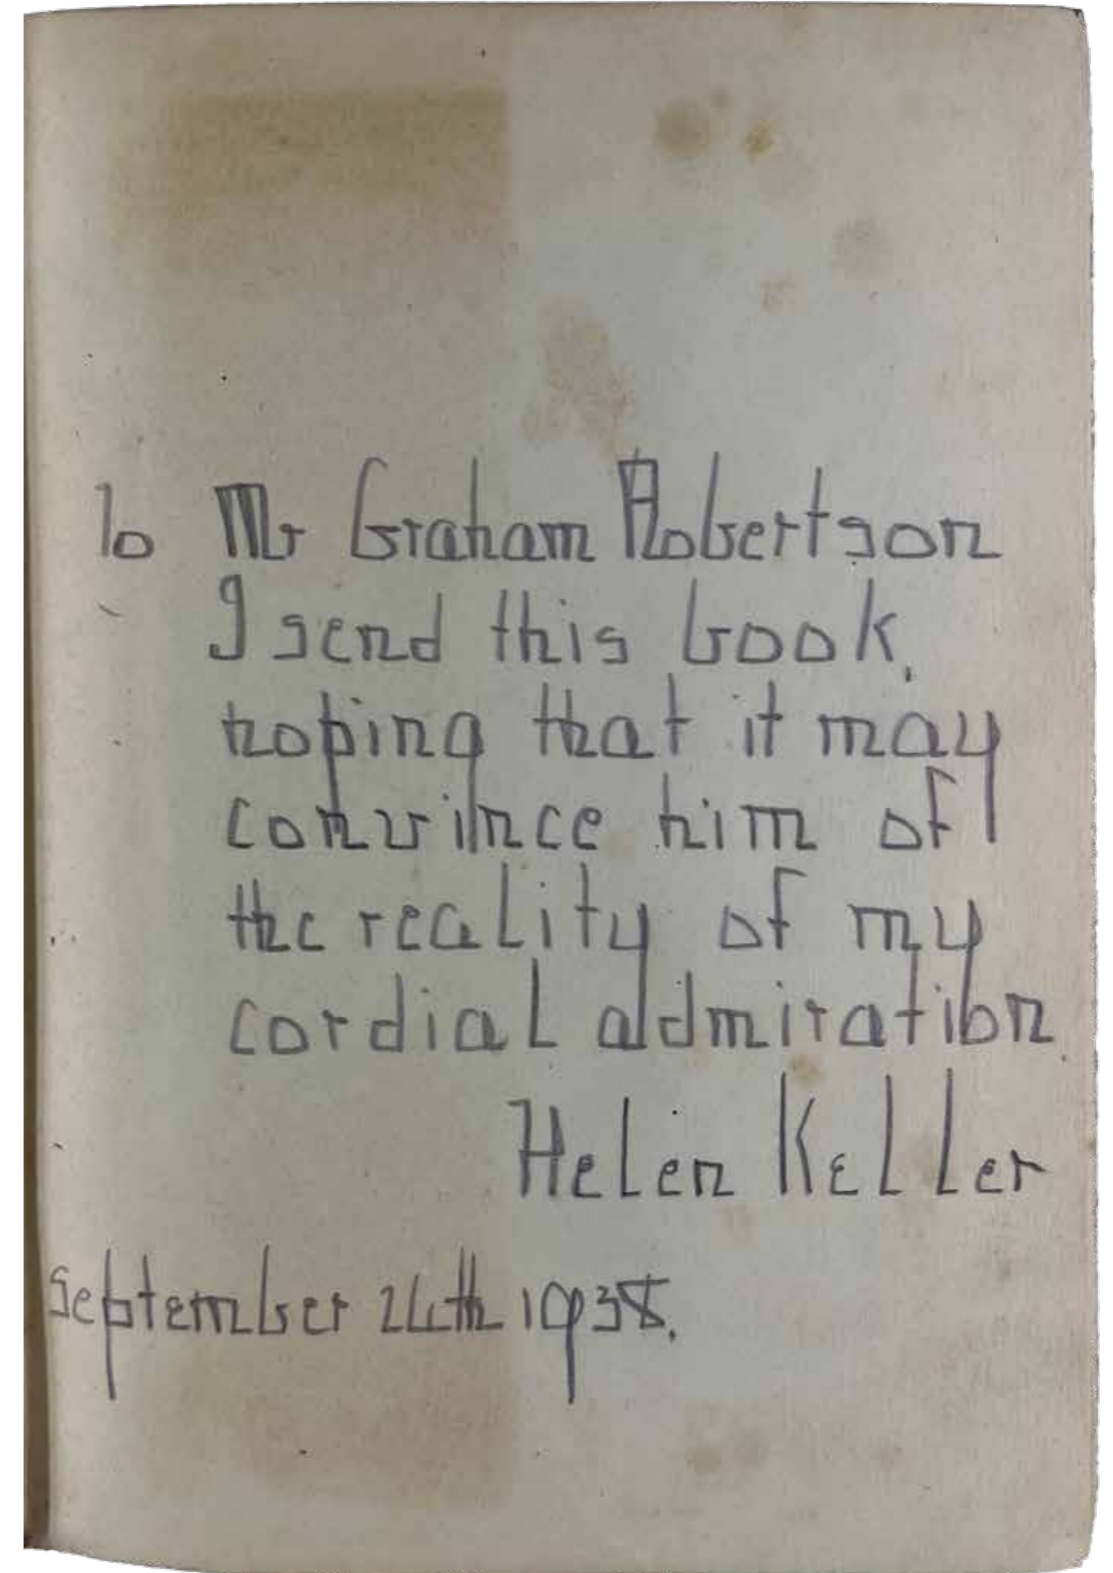 To Mr Graham Robertson
I send this book,
hoping that it may
convince him of
the reality of my
cordial admiration.
Helen Keller
September 26th 1938.